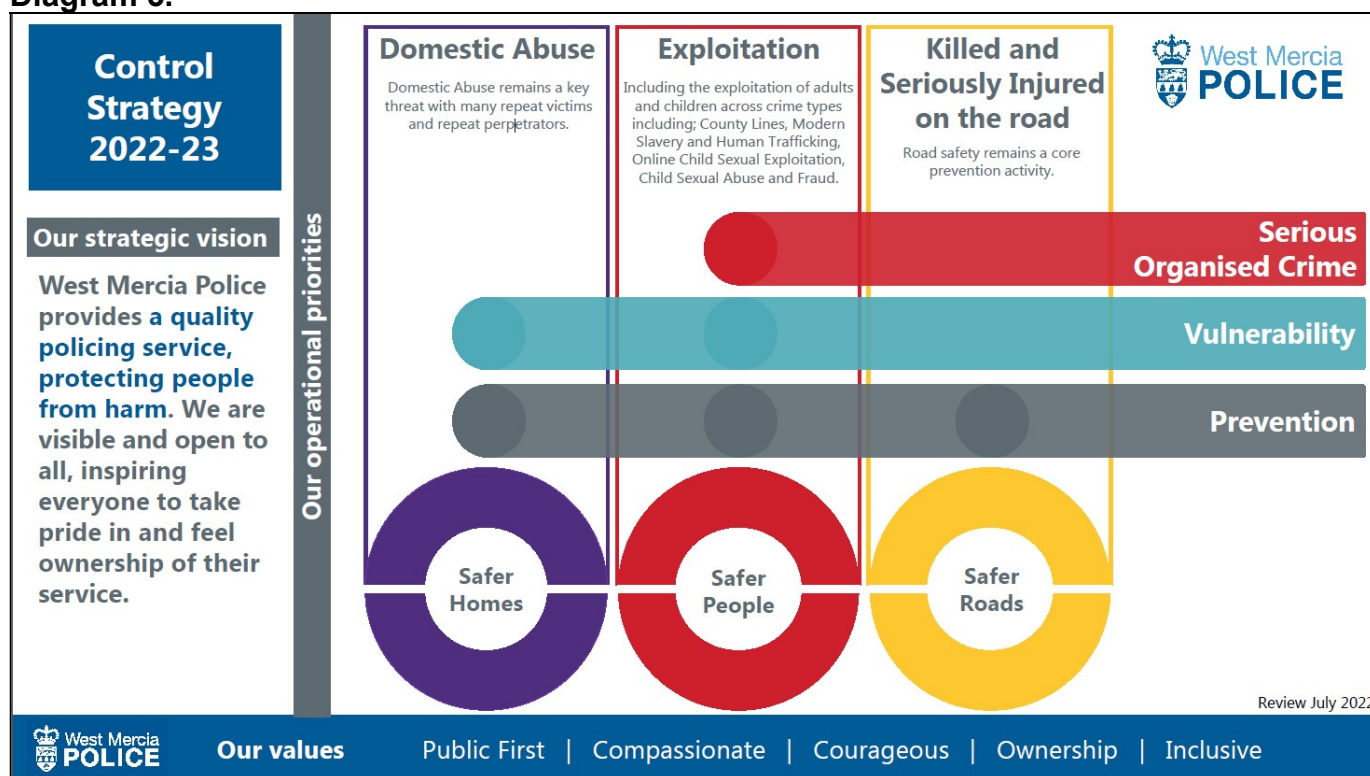 Diagram 6.
Control
Strategy
2022-23
Our strategic vision
West Mercia Police
provides a quality
policing service,
protecting people
from harm. We are
visible and open to
all, inspiring
everyone to take
pride in and feel
ownership of their
service.
Our operational priorities
Domestic Abuse
Domestic Abuse remains a key
threat with many repeat victims
and repeat perpetrators.
Exploitation
Including the exploitation of adults
and children across crime types
including; County Lines, Modern
Slavery and Human Trafficking,
Online Child Sexual Exploitation,
Child Sexual Abuse and Fraud.
Killed and
Seriously Injured
on the road
Road safety remains a core
prevention activity.
West Mercia
POLICE
Serious
Organised Crime
Vulnerability
Prevention
Safer
Homes
Safer
People
Safer
Roads
Review July 2022
West Mercia
POLICE
Our values
Public First | Compassionate | Courageous | Ownership | Inclusive